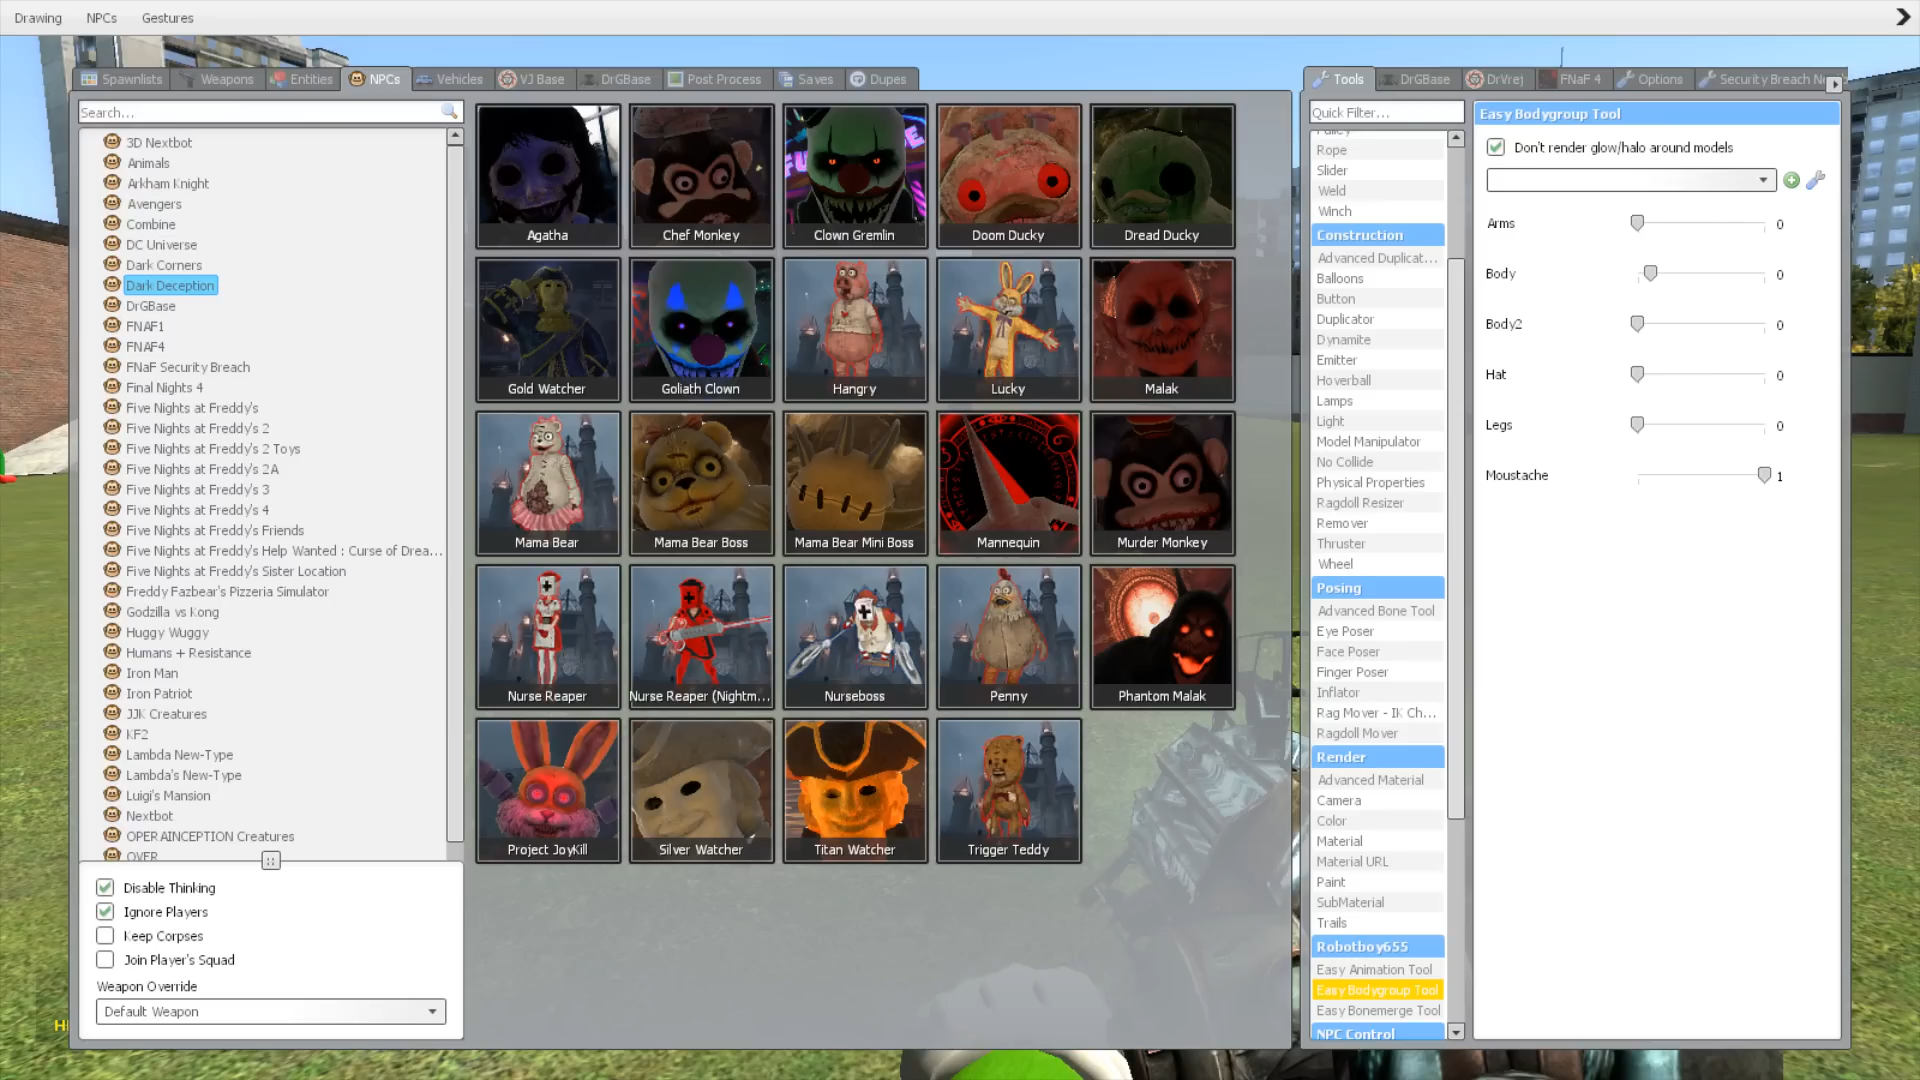 Drawing NPCs Gestures
Spawnlists Weapons Entities NPCs Vehicles VJ Base DrGBase Post Process Saves Dupes
Search...
3D Nextbot
Animals
Arkham Knight
Avengers
Combine
DC Universe
Dark Corners
Dark Deception
DrGBase
FNAF1
FNAF4
FNaF Security Breach
Final Nights 4
Five Nights at Freddy's
Five Nights at Freddy's 2
Five Nights at Freddy's 2 Toys
Five Nights at Freddy's 2A
Five Nights at Freddy's 3
Five Nights at Freddy's 4
Five Nights at Freddy's Friends
Five Nights at Freddy's Help Wanted : Curse of Drea...
Five Nights at Freddy's Sister Location
Freddy Fazbear's Pizzeria Simulator
Godzilla vs Kong
Huggy Wuggy
Humans + Resistance
Iron Man
Iron Patriot
JJK Creatures
KF2
Lambda New-Type
Lambda's New-Type
Luigi's Mansion
Nextbot
OPERAINCEPTION Creatures
OVER
Disable Thinking
Ignore Players
Keep Corpses
Join Player's Squad
Weapon Override
Default Weapon
Agatha Chef Monkey Clown Gremlin Doom Ducky Dread Ducky
Gold Watcher Goliath Clown Hangry Lucky Malak
Mama Bear Mama Bear Boss Mama Bear Mini Boss Mannequin Murder Monkey
Nurse Reaper Nurse Reaper (Nightm... Nurseboss Penny Phantom Malak
Project JoyKill Silver Watcher Titan Watcher Trigger Teddy
Tools DrGBase DrVrej FNaF 4 Options Security Breach
Quick Filter...
Pulley
Rope
Slider
Weld
Winch
Construction
Advanced Duplicat...
Balloons
Button
Duplicator
Dynamite
Emitter
Hoverball
Lamps
Light
Model Manipulator
No Collide
Physical Properties
Ragdoll Resizer
Remover
Thruster
Wheel
Posing
Advanced Bone Tool
Eye Poser
Face Poser
Finger Poser
Inflator
Rag Mover - IK Ch...
Ragdoll Mover
Render
Advanced Material
Camera
Color
Material
Material URL
Paint
SubMaterial
Trails
Robotboy655
Easy Animation Tool
Easy Bodygroup Tool
Easy Bonemerge Tool
NPC Control
Easy Bodygroup Tool
Don't render glow/halo around models
Arms 0
Body 0
Body2 0
Hat 0
Legs 0
Moustache 1